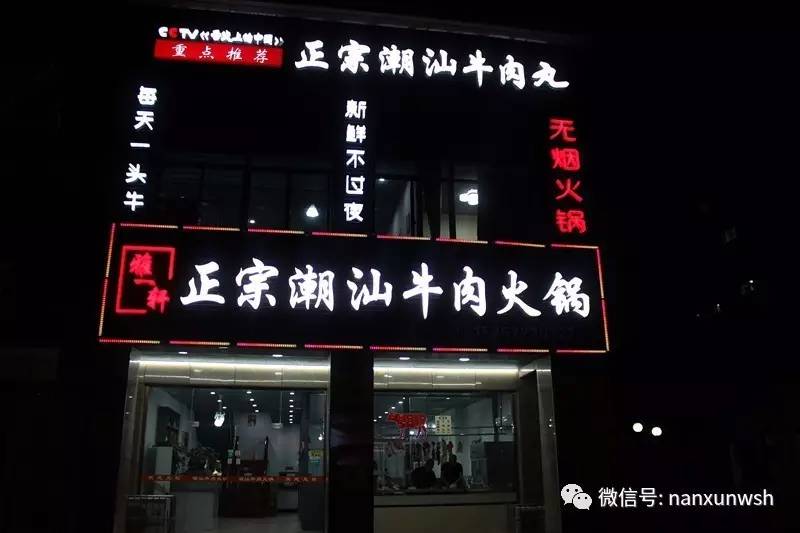 CCTV《舌尖上的中国》
重点推荐
正宗潮汕牛肉丸
每天一头牛
新鲜不过夜
无烟火锅
雅一轩
正宗潮汕牛肉火锅
微信号: nanxunwsh